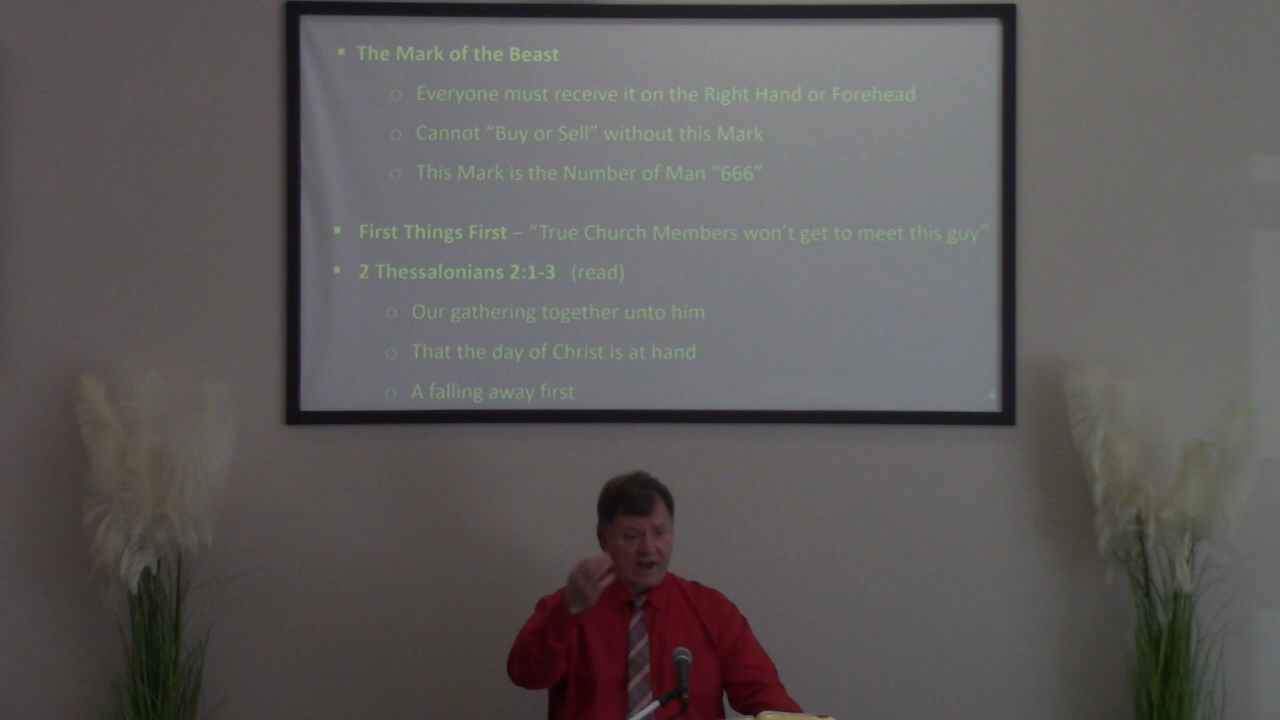 ▪ The Mark of the Beast
o Everyone must receive it on the Right Hand or Forehead
o Cannot “Buy or Sell” without this Mark
o This Mark is the Number of Man “666”
▪ First Things First – “True Church Members won’t get to meet this guy”
▪ 2 Thessalonians 2:1-3 (read)
o Our gathering together unto him
o That the day of Christ is at hand
o A falling away first